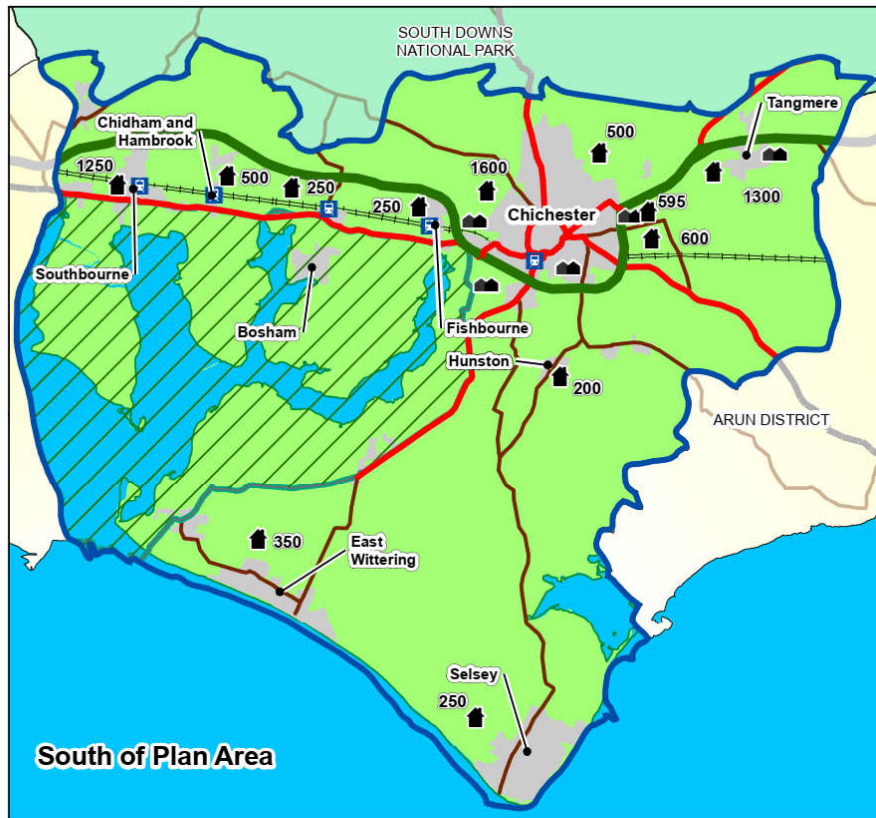 SOUTH DOWNS
NATIONAL PARK
Tangmere
Chidham and
Hambrook
500
1250
500
250
1600
250
Chichester
595
1300
600
Southbourne
Bosham
Fishbourne
Hunston
200
ARUN DISTRICT
350
East
Wittering
Selsey
250
South of Plan Area